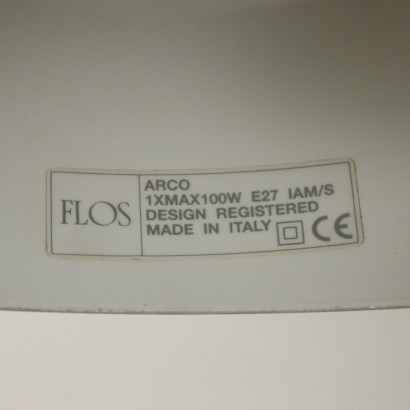 FLOS
ARCO
1XMAX100W E27 IAM/S
DESIGN REGISTERED
MADE IN ITALY CE